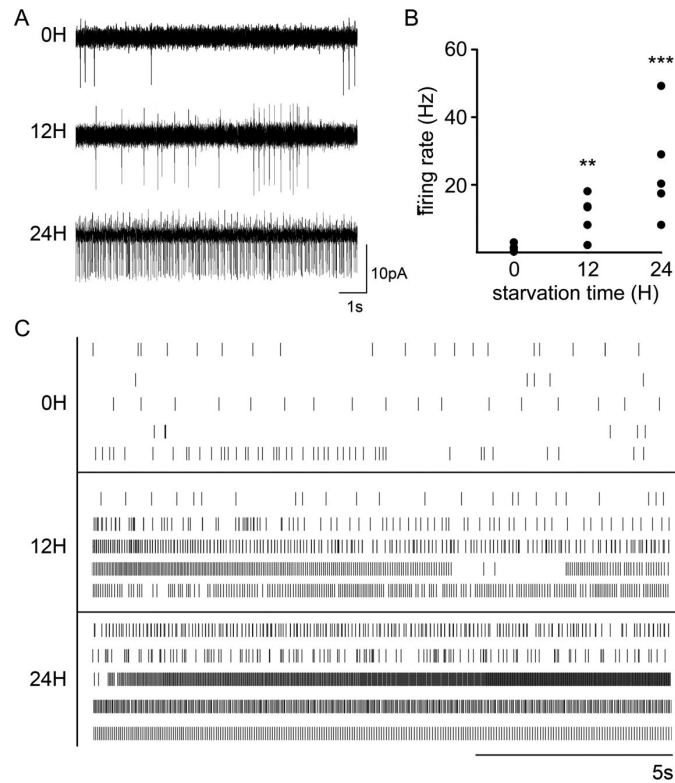 A
0H
12H
24H
10pA
1s
B
60
40
20
firing rate (Hz)
**
***
0
12
24
starvation time (H)
C
0H
12H
24H
5s